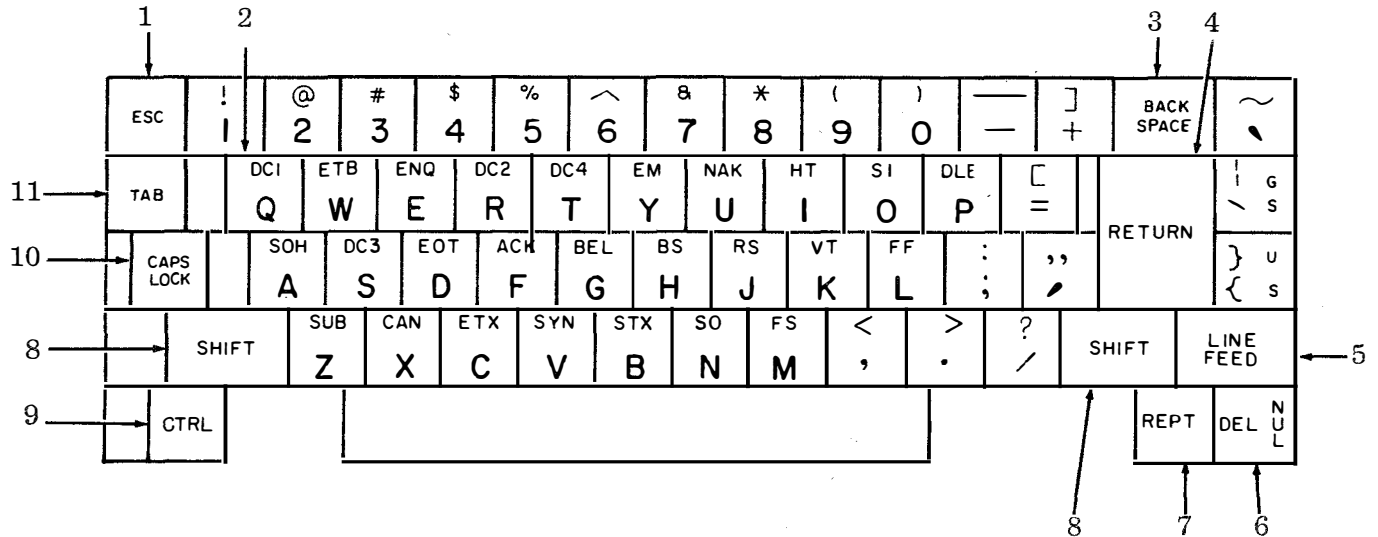 1 2 3 4
! @ # $ % ^ & * ( ) — ] ~
ESC 1 2 3 4 5 6 7 8 9 0 - + BACK SPACE `
11 DC1 ETB ENQ DC2 DC4 EM NAK HT SI DLE [ ¦ G
TAB Q W E R T Y U I O P = \ S
RETURN
10 SOH DC3 EOT ACK BEL BS RS VT FF : ,, } U
CAPS LOCK A S D F G H J K L ; , { S
8 SUB CAN ETX SYN STX SO FS < > ?
SHIFT Z X C V B N M , . / SHIFT LINE FEED 5
9 CTRL REPT DEL NUL
8 7 6